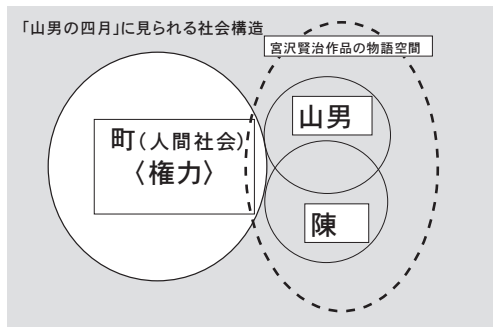 「山男の四月」に見られる社会構造
宮沢賢治作品の物語空間
町(人間社会)
〈権力〉
山男
陳